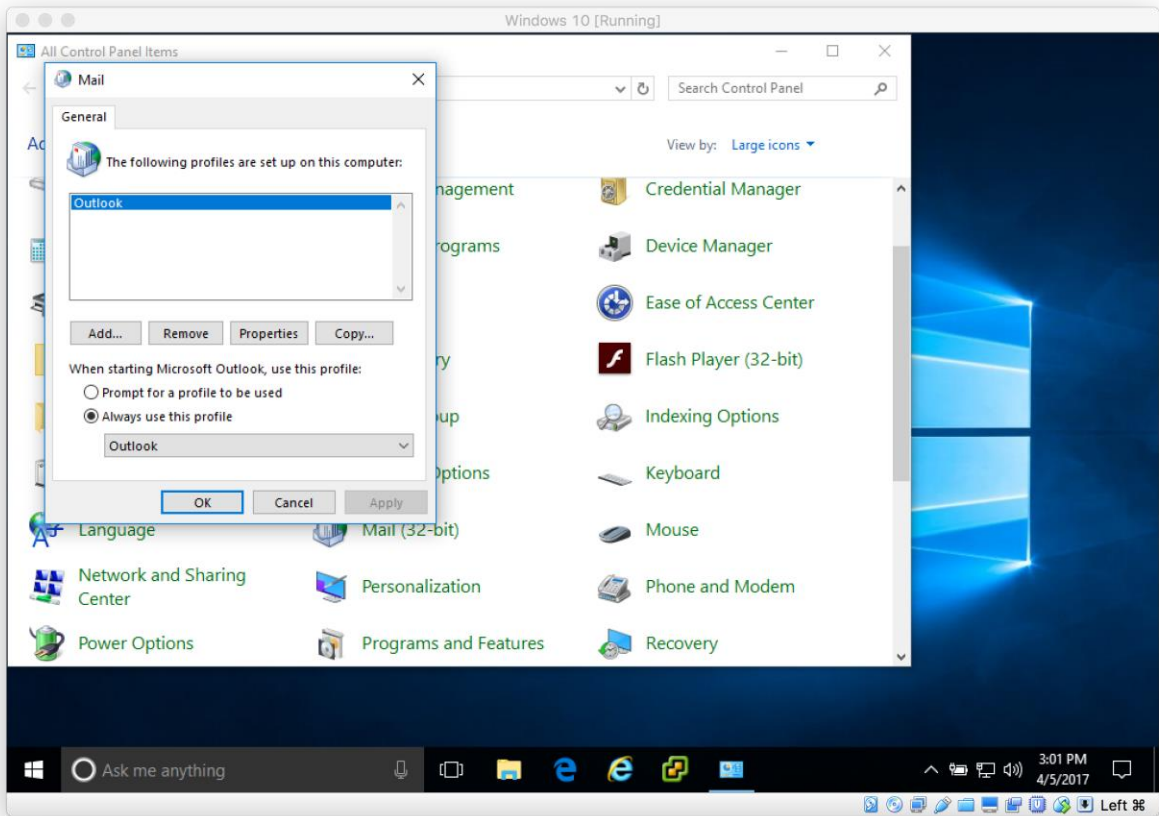 Windows 10 [Running]
All Control Panel Items
Mail
Search Control Panel
General
View by: Large icons
The following profiles are set up on this computer:
Outlook
nagement
Credential Manager
rograms
Device Manager
Ease of Access Center
Add...
Remove
Properties
Copy...
ry
Flash Player (32-bit)
When starting Microsoft Outlook, use this profile:
Prompt for a profile to be used
Always use this profile
Outlook
Indexing Options
Options
Keyboard
OK
Cancel
Apply
Language
Mail (32-bit)
Mouse
Network and Sharing
Center
Personalization
Phone and Modem
Power Options
Programs and Features
Recovery
Ask me anything
3:01 PM
4/5/2017
Left ⌘